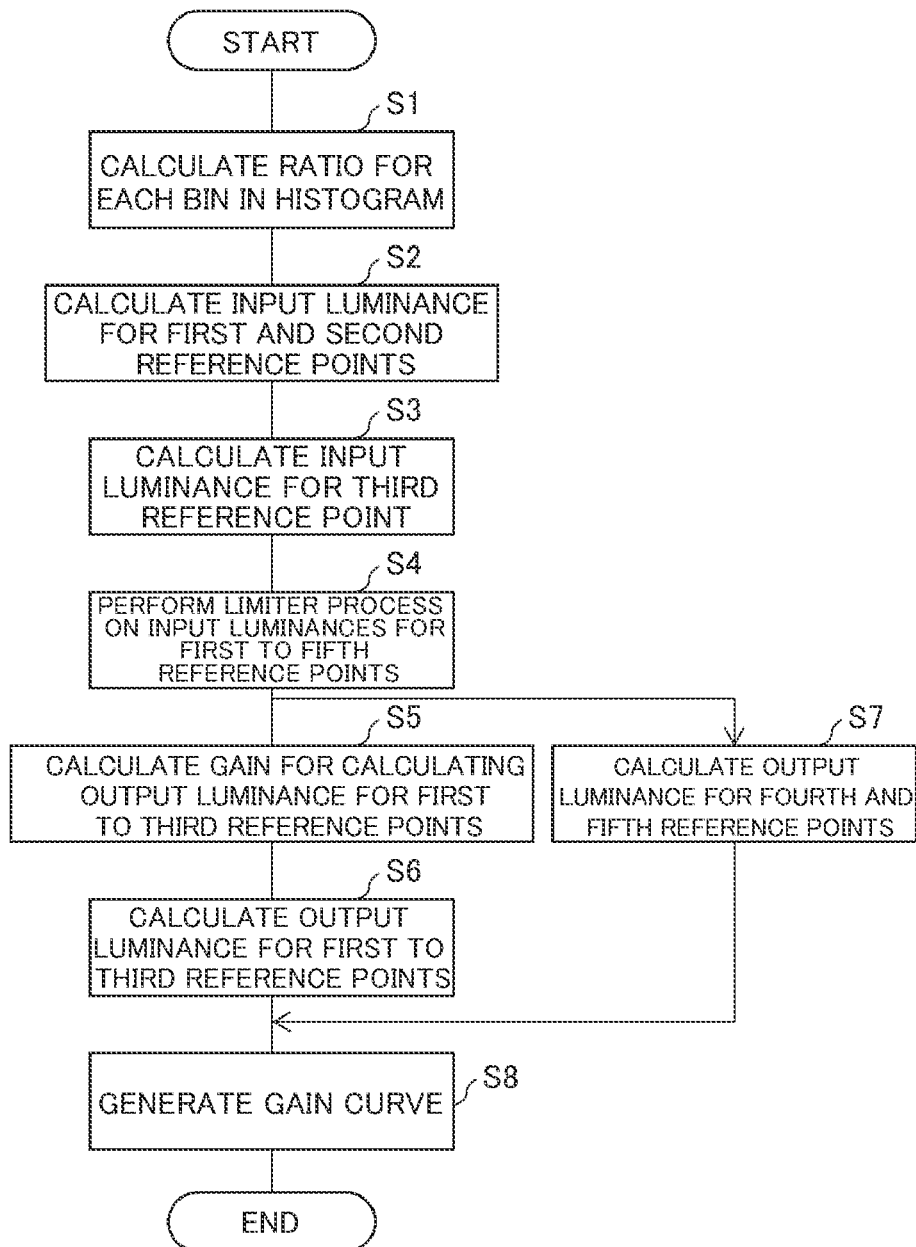 START
S1
CALCULATE RATIO FOR
EACH BIN IN HISTOGRAM
S2
CALCULATE INPUT LUMINANCE
FOR FIRST AND SECOND
REFERENCE POINTS
S3
CALCULATE INPUT
LUMINANCE FOR THIRD
REFERENCE POINT
S4
PERFORM LIMITER PROCESS
ON INPUT LUMINANCES FOR
FIRST TO FIFTH
REFERENCE POINTS
S5
CALCULATE GAIN FOR CALCULATING
OUTPUT LUMINANCE FOR FIRST
TO THIRD REFERENCE POINTS
S7
CALCULATE OUTPUT
LUMINANCE FOR FOURTH AND
FIFTH REFERENCE POINTS
S6
CALCULATE OUTPUT
LUMINANCE FOR FIRST TO
THIRD REFERENCE POINTS
S8
GENERATE GAIN CURVE
END